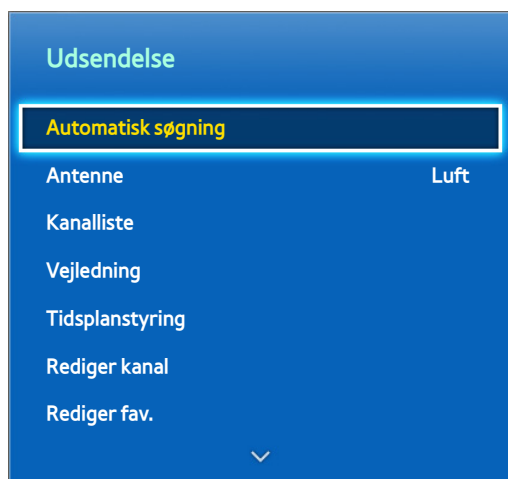 Udsendelse
Automatisk søgning
Antenne Luft
Kanalliste
Vejledning
Tidsplanstyring
Rediger kanal
Rediger fav.